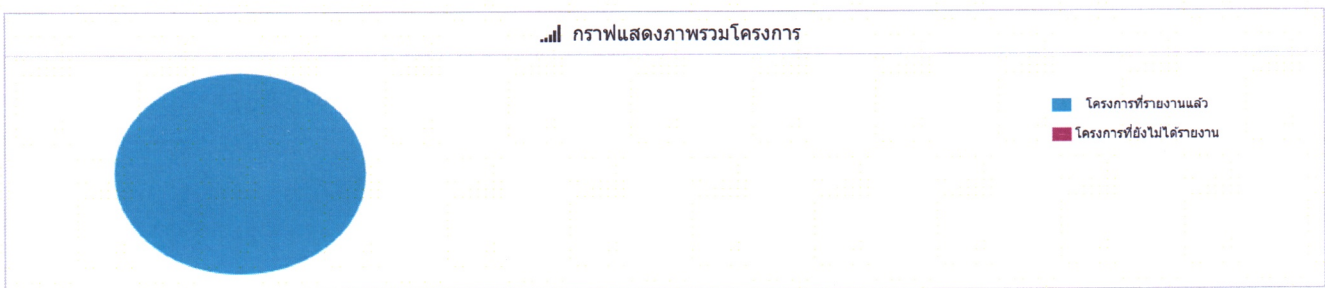 กราฟแสดงภาพรวมโครงการ
โครงการที่รายงานแล้ว
โครงการที่ยังไม่ได้รายงาน